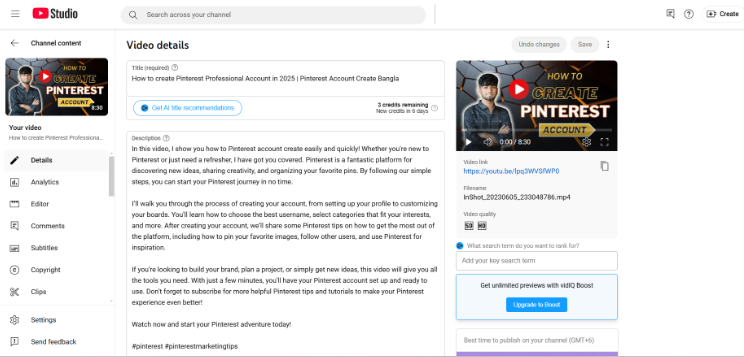 Studio
Search across your channel
Create
Channel content
HOW TO
CREATE
PINTEREST
ACCOUNT
8:30
Your video
How to create Pinterest Professiona...
Details
Analytics
Editor
Comments
Subtitles
Copyright
Clips
Settings
Send feedback
Video details
Undo changes
Save
Title (required)
How to create Pinterest Professional Account in 2025 | Pinterest Account Create Bangla
Get AI title recommendations
3 credits remaining
New credits in 6 days
Description
In this video, I show you how to Pinterest account create easily and quickly! Whether you're new to
Pinterest or just need a refresher, I have got you covered. Pinterest is a fantastic platform for
discovering new ideas, sharing creativity, and organizing your favorite pins. By following our simple
steps, you can start your Pinterest journey in no time.
I'll walk you through the process of creating your account, from setting up your profile to customizing
your boards. You'll learn how to choose the best username, select categories that fit your interests,
and more. After creating your account, we'll share some Pinterest tips on how to get the most out of
the platform, including how to pin your favorite images, follow other users, and use Pinterest for
inspiration.
If you're looking to build your brand, plan a project, or simply get new ideas, this video will give you all
the tools you need. With just a few minutes, you'll have your Pinterest account set up and ready to
use. Don't forget to subscribe for more helpful Pinterest tips and tutorials to make your Pinterest
experience even better!
Watch now and start your Pinterest adventure today!
#pinterest #pinterestmarketingtips
HOW TO
CREATE
PINTEREST
ACCOUNT
0:00 / 8:30
Video link
https://youtu.be/lpq3WVSfWP0
Filename
InShot_20230605_233048786.mp4
Video quality
SD HD
What search term do you want to rank for?
Add your key search term
Get unlimited previews with vidIQ Boost
Upgrade to Boost
Best time to publish on your channel (GMT+6)